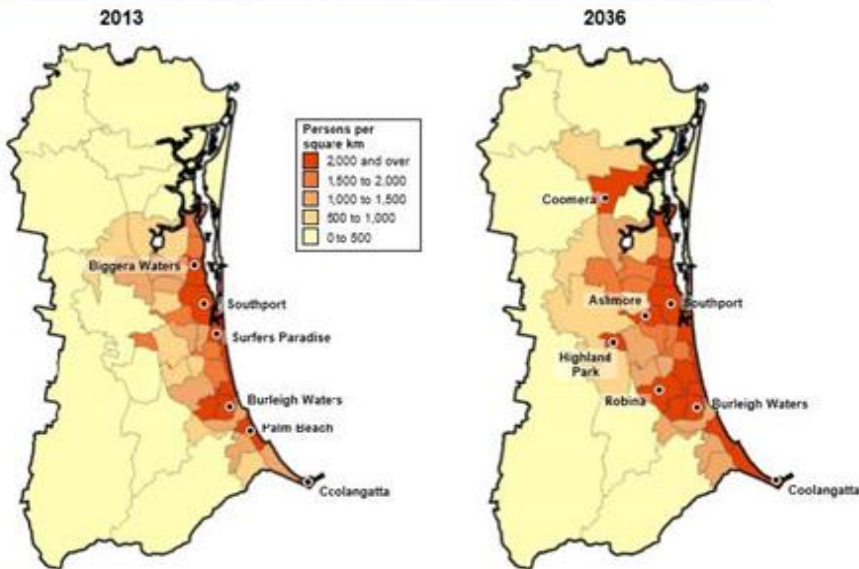 2013
2036
Persons per
square km
2,000 and over
1,500 to 2,000
1,000 to 1,500
500 to 1,000
0 to 500
Biggera Waters
Southport
Surfers Paradise
Burleigh Waters
Palm Beach
Coolangatta
Coomera
Ashmore
Southport
Highland
Park
Robina
Burleigh Waters
Coolangatta